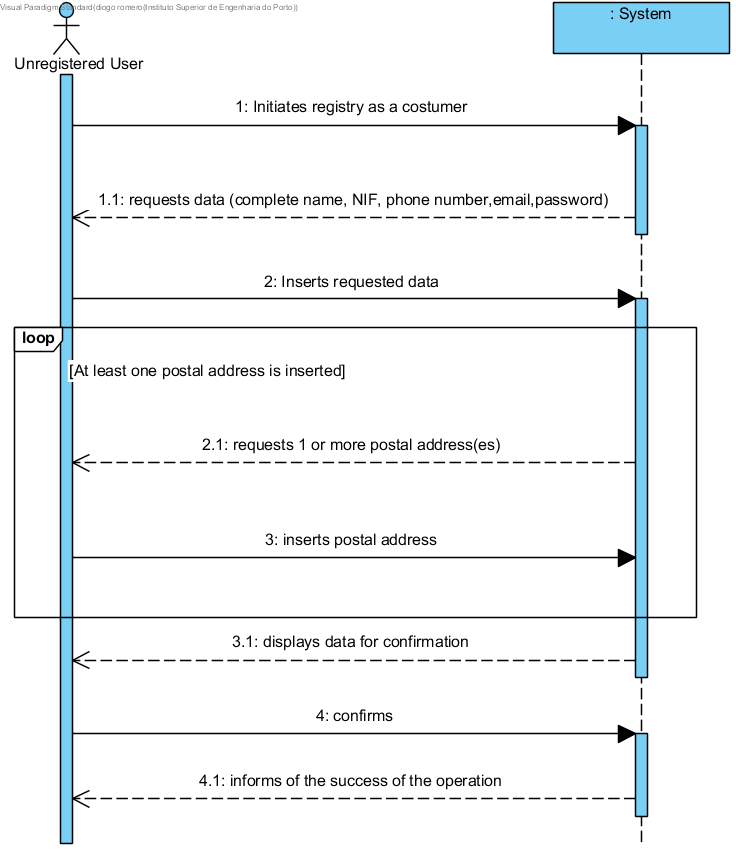 Visual Paradigm Standard(diogo romero(Instituto Superior de Engenharia do Porto))
: System
Unregistered User
1: Initiates registry as a costumer
1.1: requests data (complete name, NIF, phone number,email,password)
2: Inserts requested data
loop
[At least one postal address is inserted]
2.1: requests 1 or more postal address(es)
3: inserts postal address
3.1: displays data for confirmation
4: confirms
4.1: informs of the success of the operation